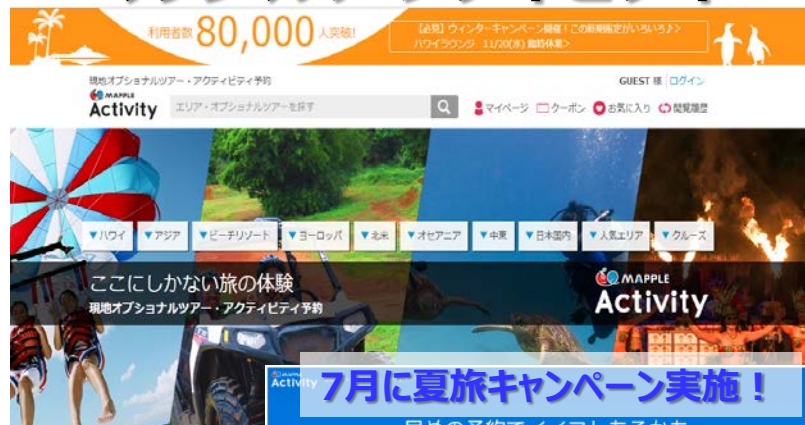 利用者数 80,000 人突破!
【必見】ウィンターキャンペーン開催！この時期限定がいろいろ♪>
ハワイラウンジ 11/20(水) 臨時休業>
現地オプショナルツアー・アクティビティ予約
GUEST 様 ログイン
MAPPLE
Activity
エリア・オプショナルツアーを探す
マイページ クーポン お気に入り 閲覧履歴
▼ハワイ ▼アジア ▼ビーチリゾート ▼ヨーロッパ ▼北米 ▼オセアニア ▼中東 ▼日本国内 ▼人気エリア ▼クルーズ
ここにしかない旅の体験
現地オプショナルツアー・アクティビティ予約
MAPPLE
Activity
Activity
7月に夏旅キャンペーン実施！